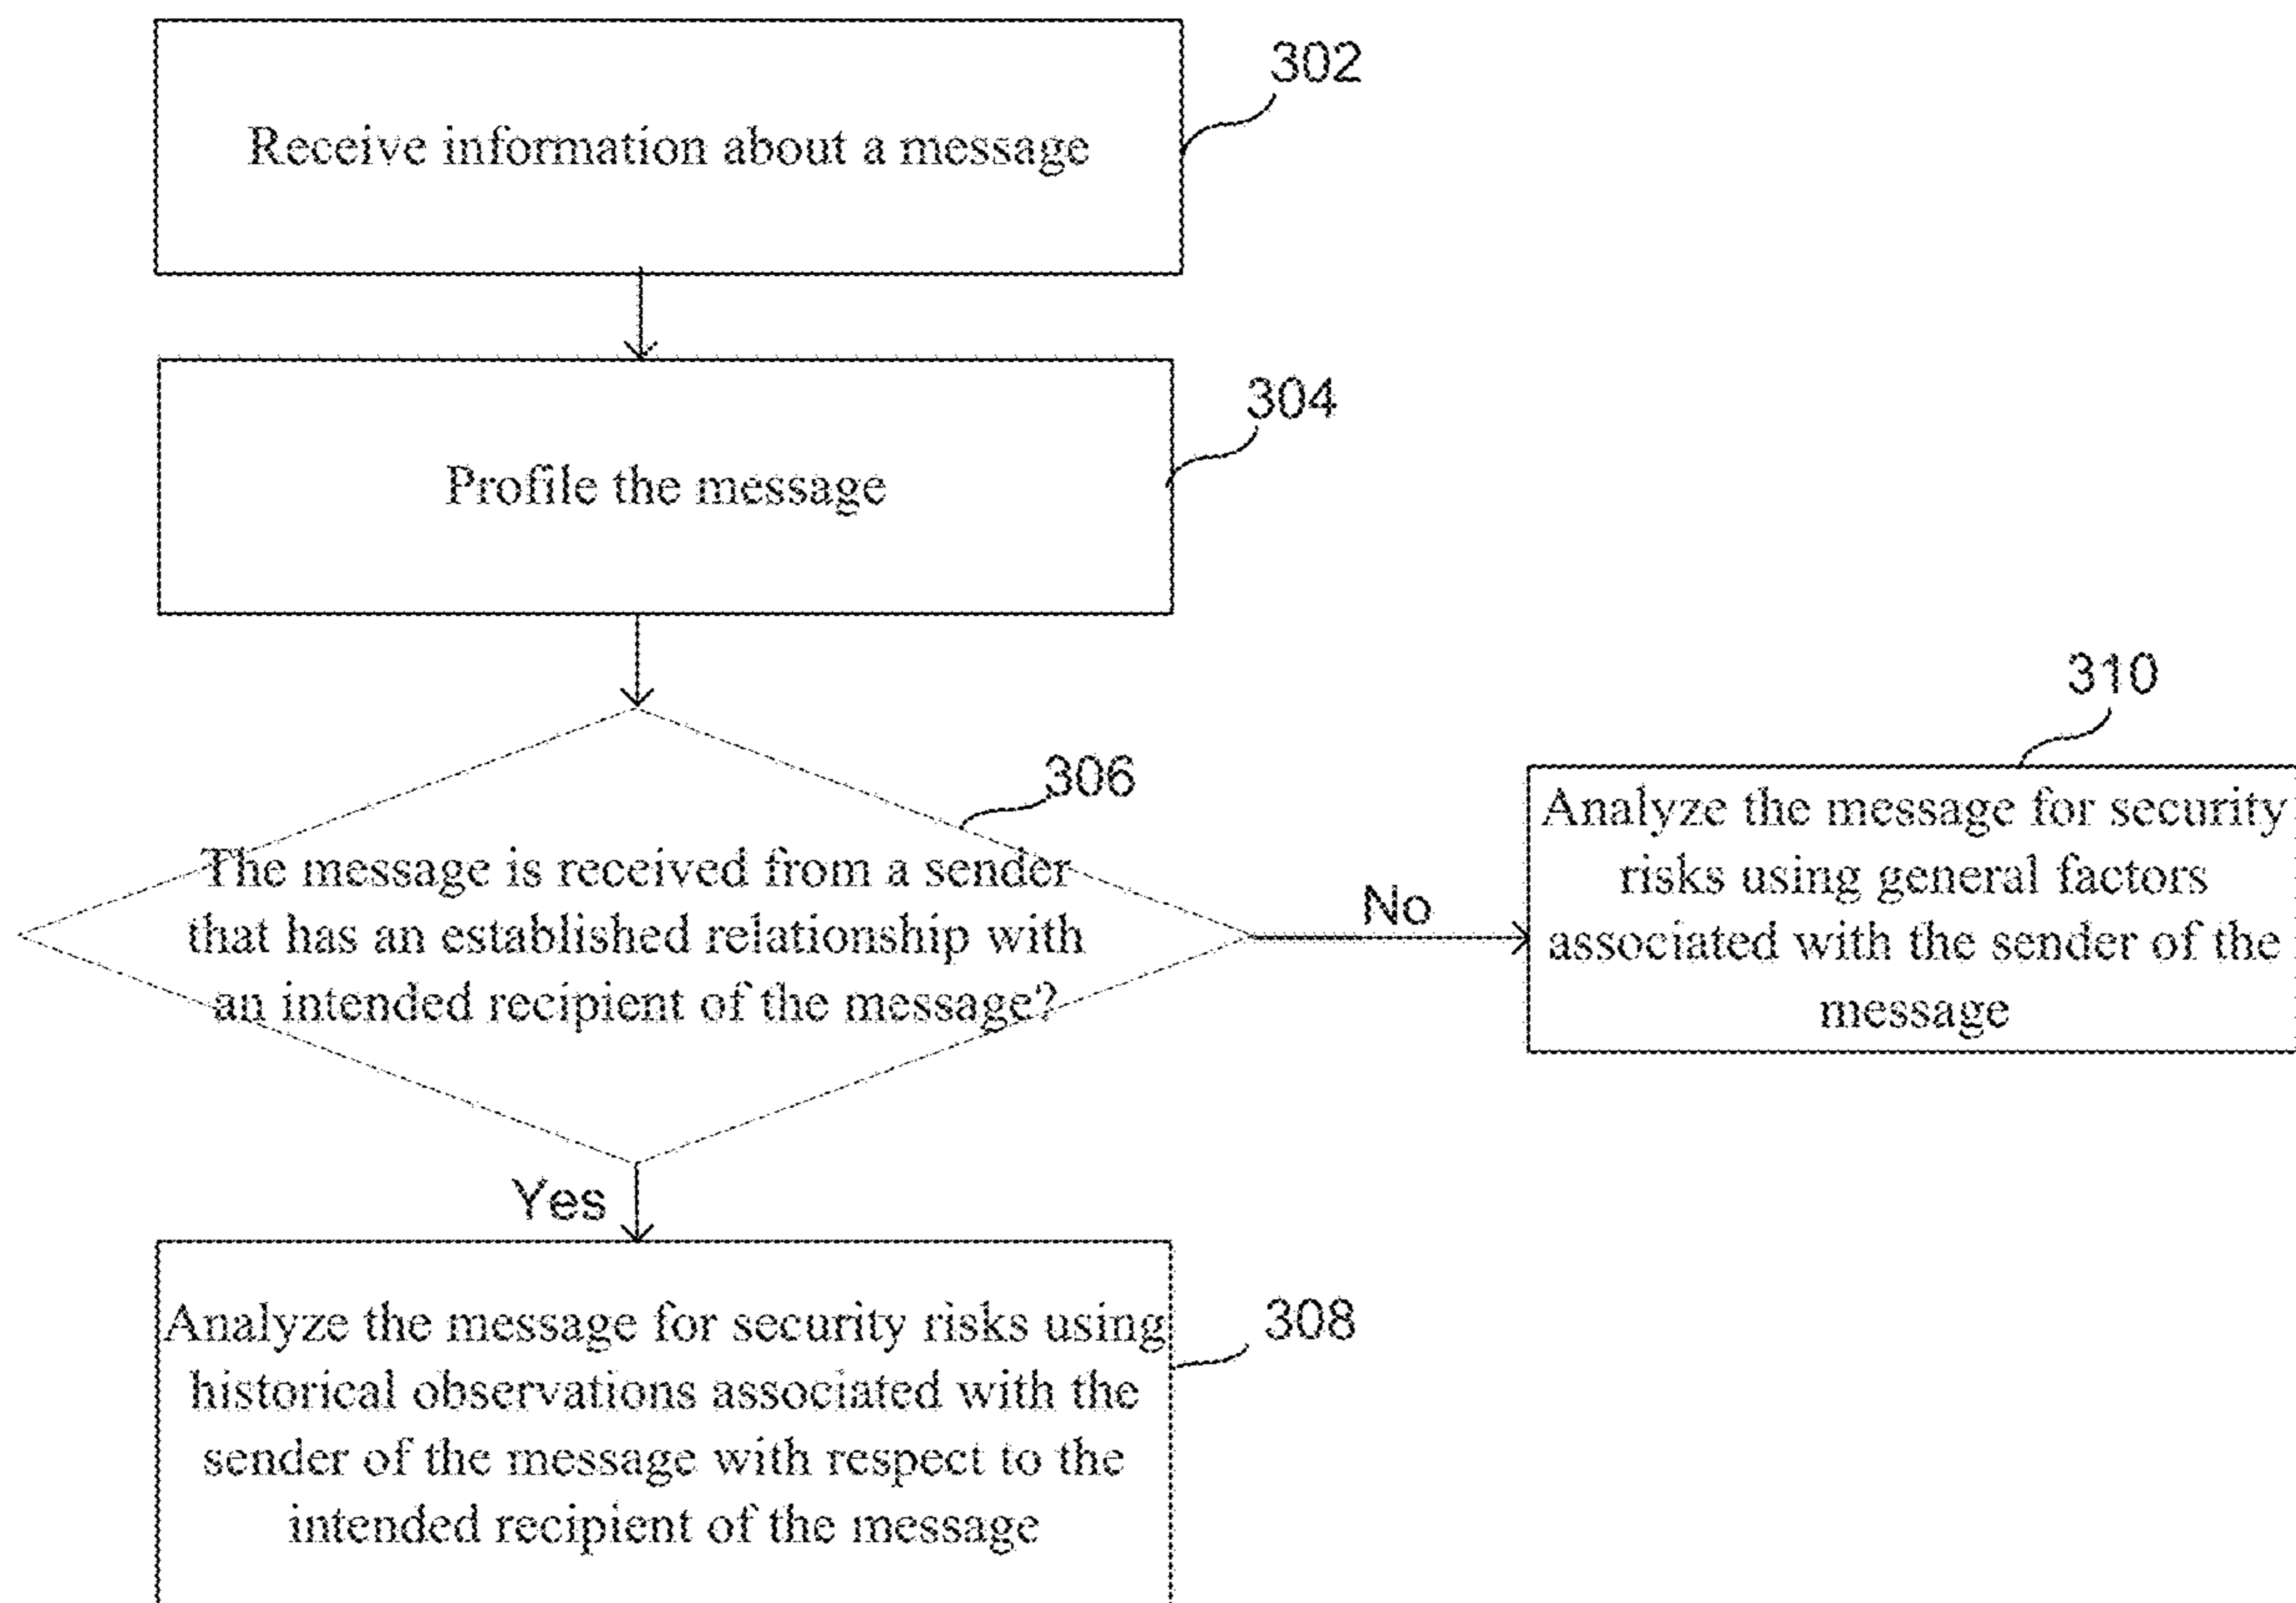 302
Receive information about a message
304
Profile the message
306
The message is received from a sender
that has an established relationship with
an intended recipient of the message?
No
310
Analyze the message for security
risks using general factors
associated with the sender of the
message
Yes
308
Analyze the message for security risks using
historical observations associated with the
sender of the message with respect to the
intended recipient of the message